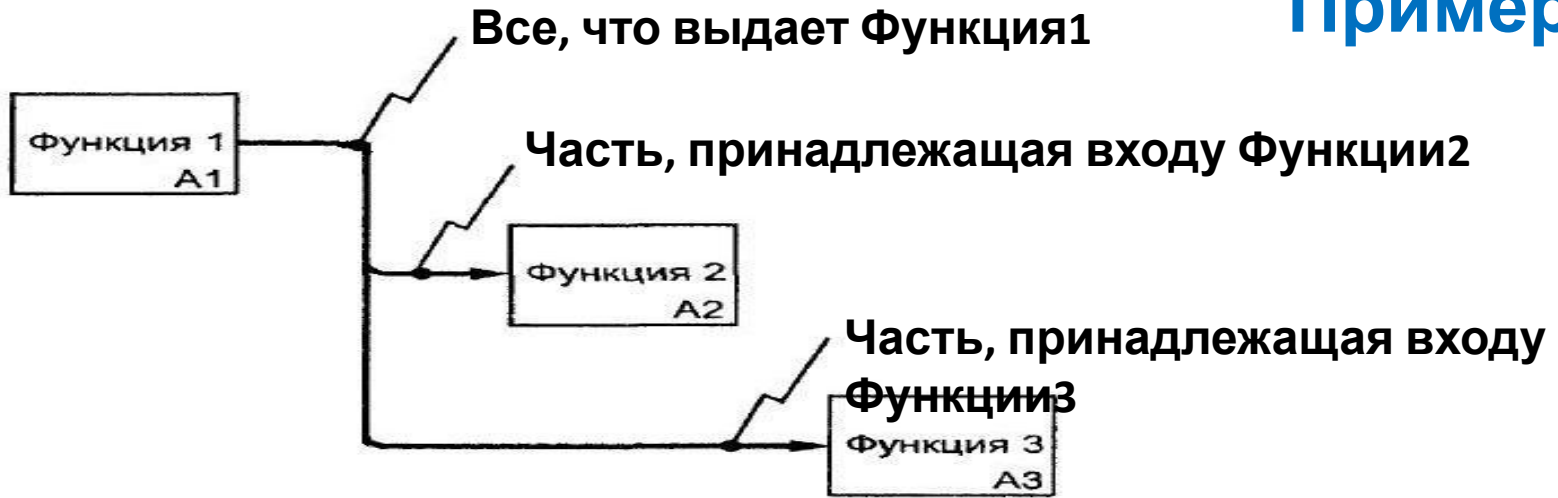 Пример
Все, что выдает Функция1
Функция 1
А1
Часть, принадлежащая входу Функции2
Функция 2
А2
Часть, принадлежащая входу
Функции3
Функция 3
А3